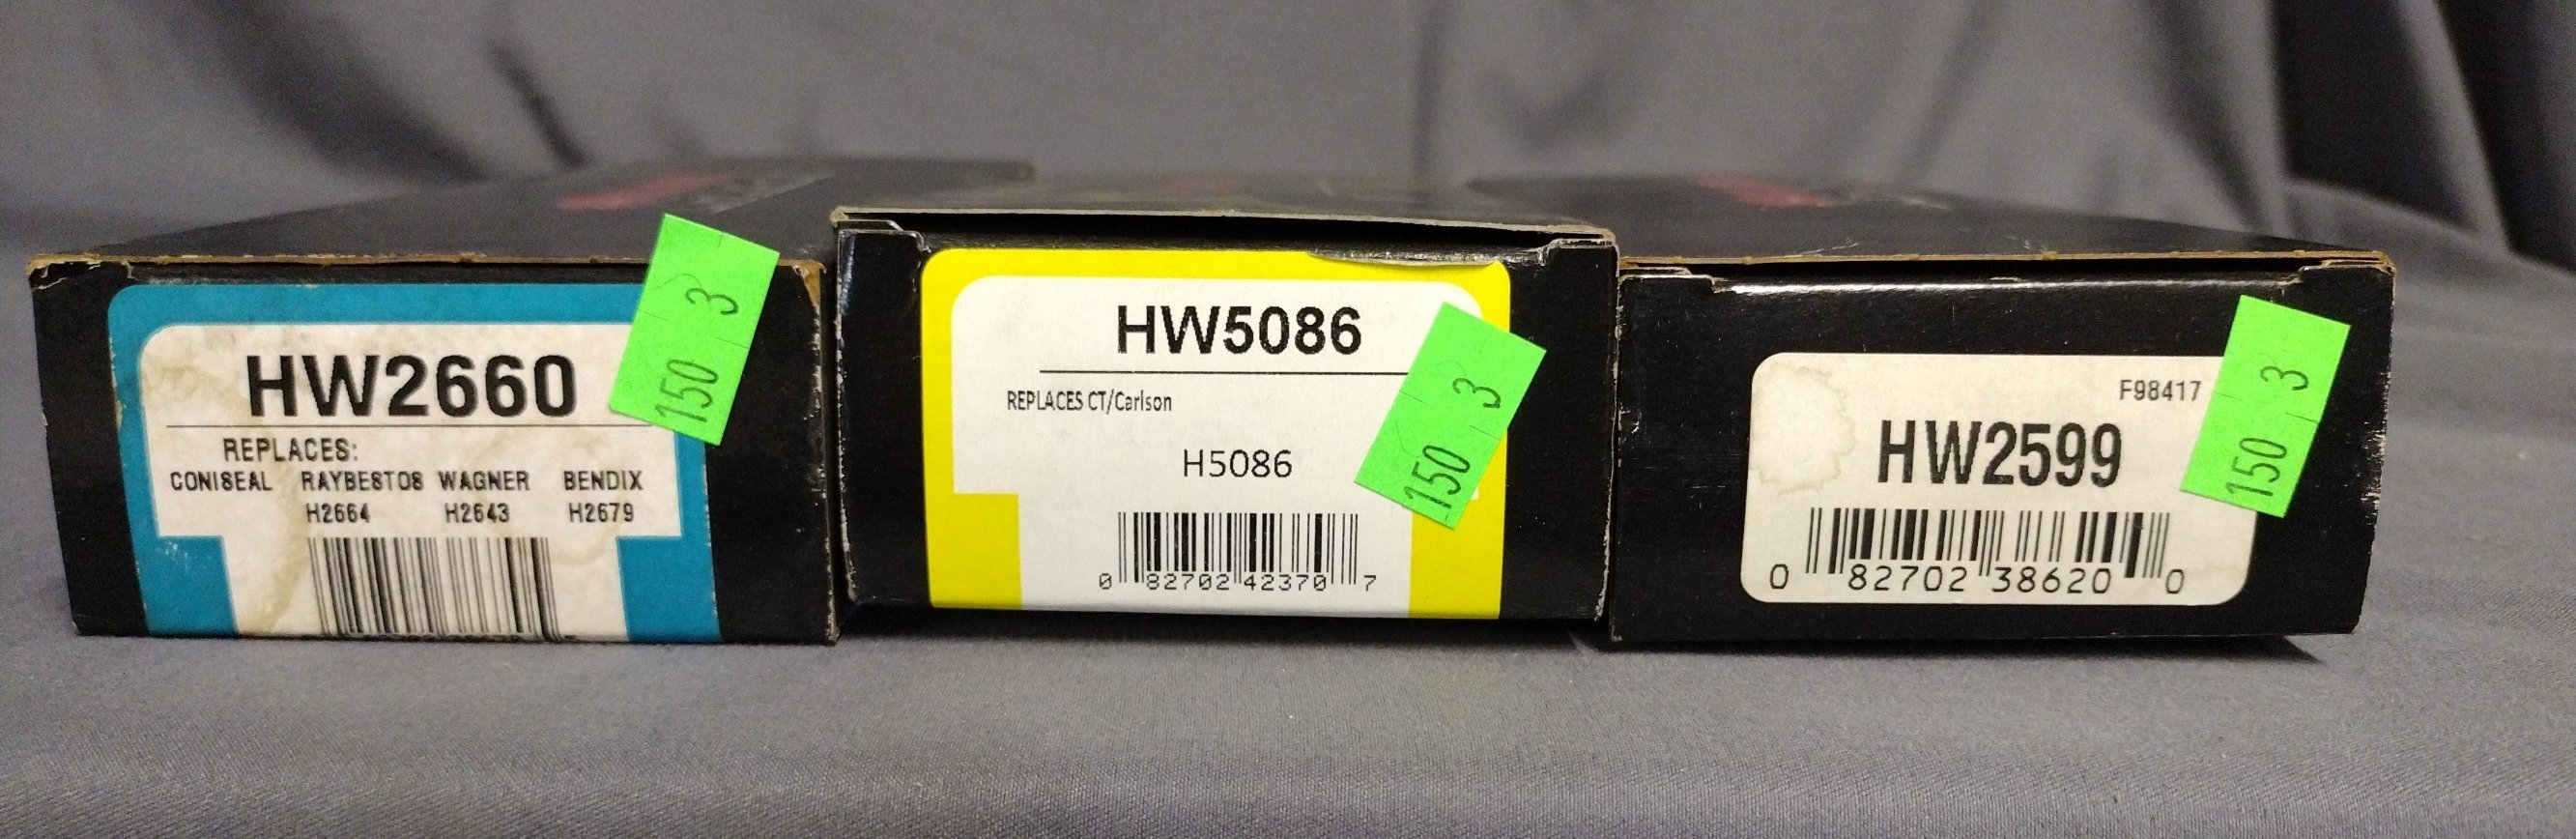 HW2660
REPLACES:
CONISEAL RAYBESTOS WAGNER BENDIX
H2664 H2643 H2679
150 3
HW5086
REPLACES CT/Carlson
H5086
0 82702 42370 7
150 3
F98417
HW2599
0 82702 38620 0
150 3